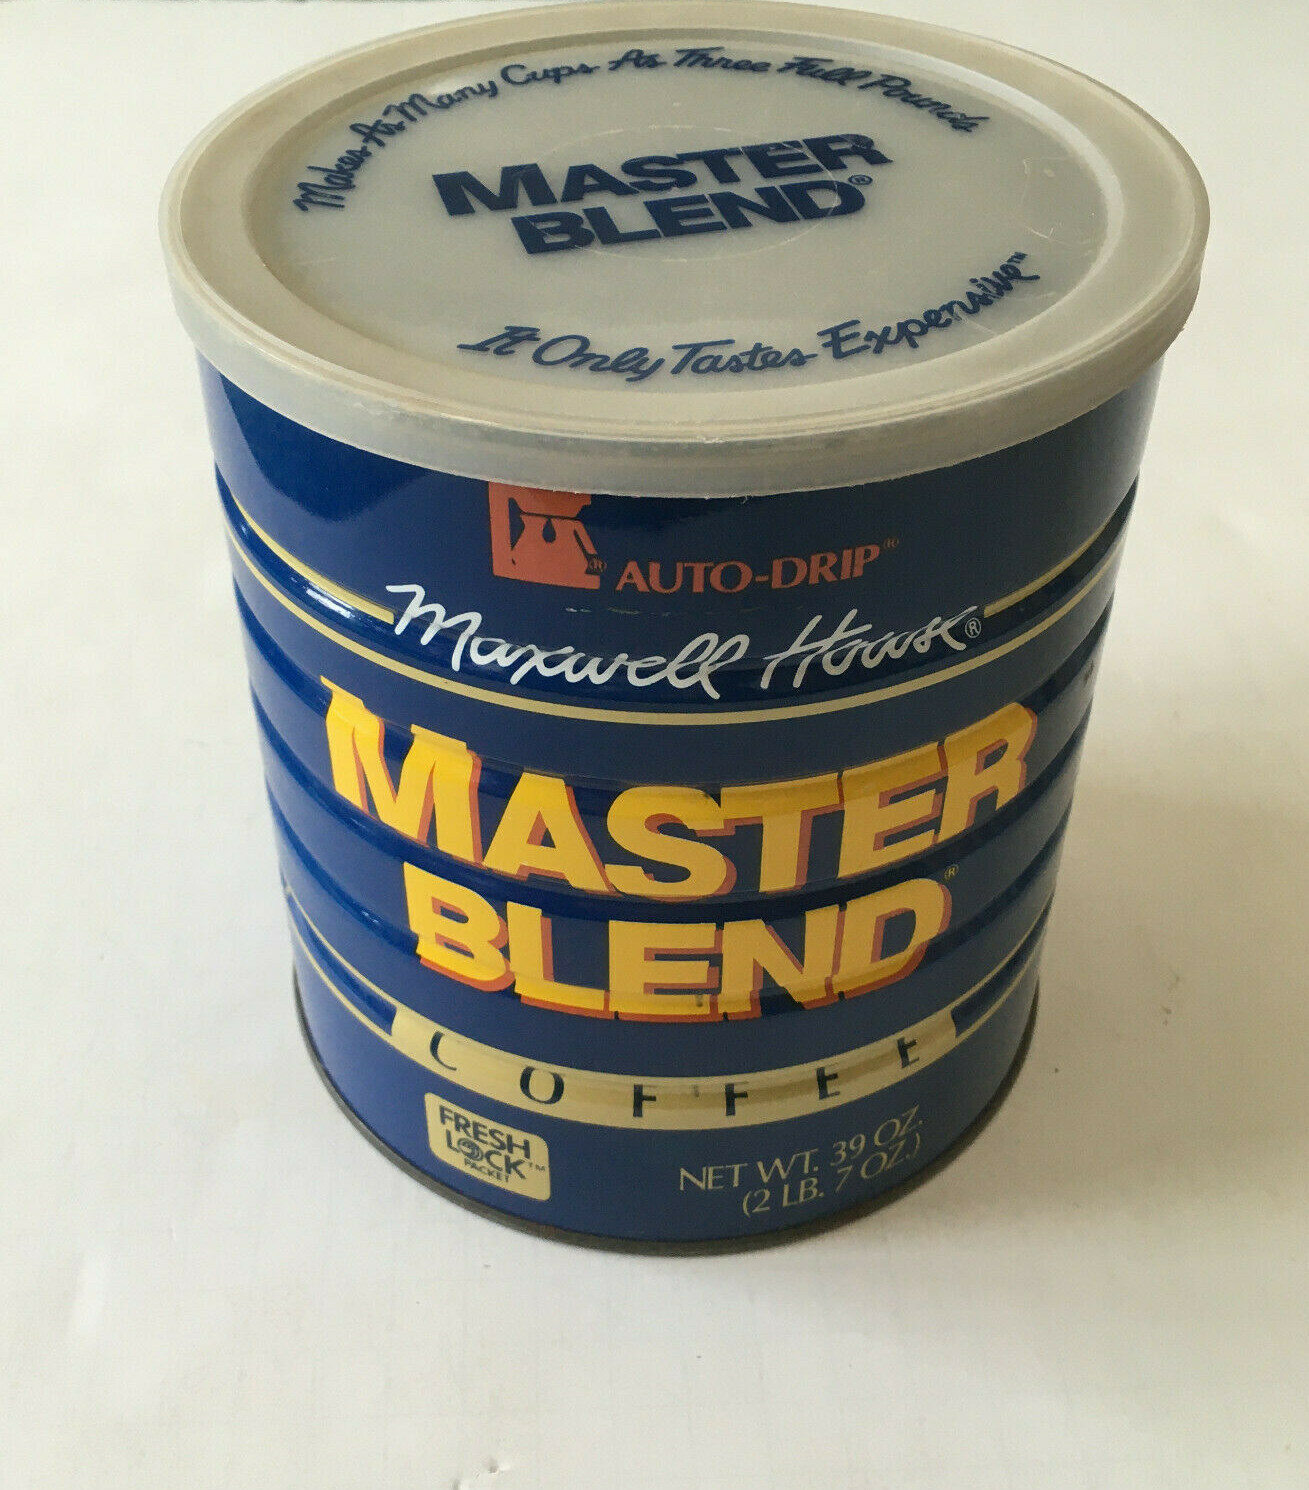 Makes As Many Cups As Three Full Pounds
MASTER
BLEND®
It Only Tastes Expensive™
AUTO-DRIP
Maxwell House®
MASTER
BLEND®
COFFEE
FRESH
LOCK™
PACKET
NET WT. 39 OZ.
(2 LB. 7 OZ.)